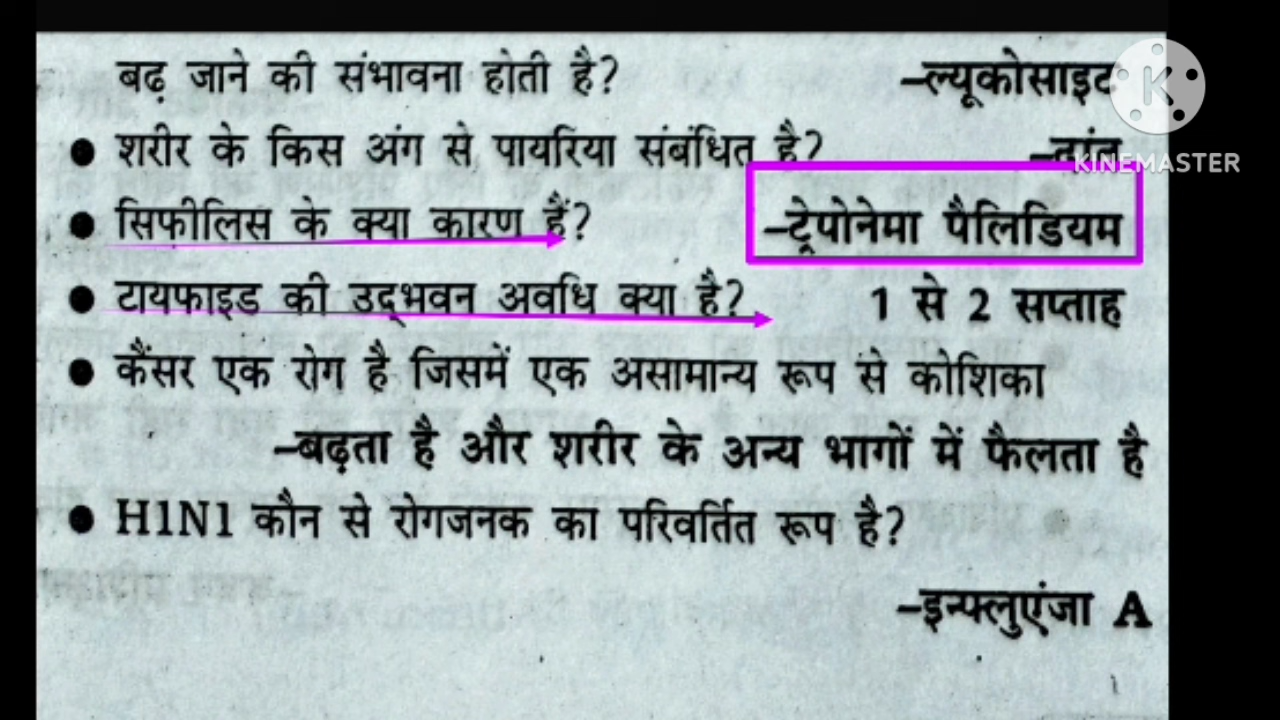 बढ़ जाने की संभावना होती है? –ल्यूकोसाइट
● शरीर के किस अंग से पायरिया संबंधित है? –दांत
KINEMASTER
● सिफीलिस के क्या कारण हैं? –ट्रेपोनेमा पैलिडियम
● टायफाइड की उद्भवन अवधि क्या है? 1 से 2 सप्ताह
● कैंसर एक रोग है जिसमें एक असामान्य रूप से कोशिका
–बढ़ता है और शरीर के अन्य भागों में फैलता है
● H1N1 कौन से रोगजनक का परिवर्तित रूप है?
–इन्फ्लुएंजा A